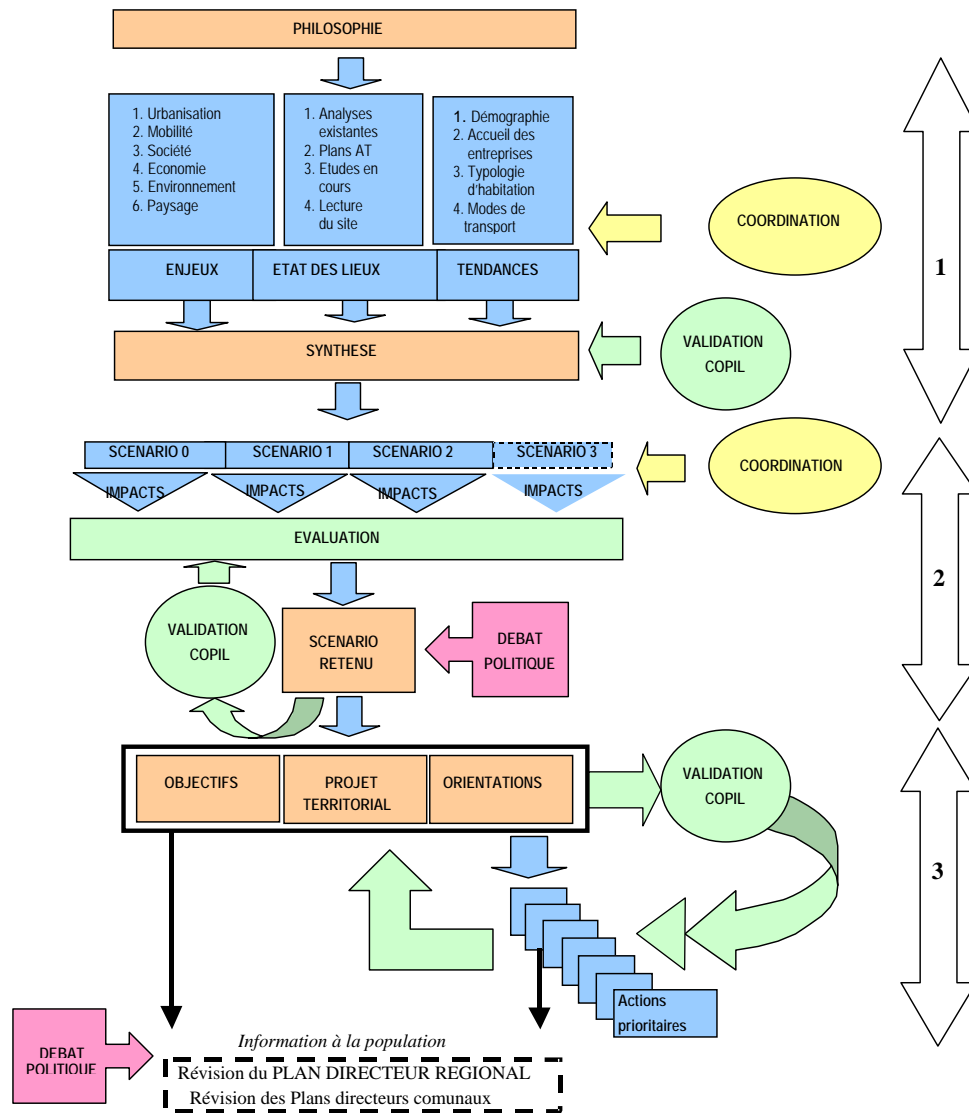 PHILOSOPHIE
1. Urbanisation
2. Mobilité
3. Société
4. Economie
5. Environnement
6. Paysage
1. Analyses
existantes
2. Plans AT
3. Etudes en
cours
4. Lecture
du site
1. Démographie
2. Accueil des
entreprises
3. Typologie
d'habitation
4. Modes de
transport
COORDINATION
ENJEUX
ETAT DES LIEUX
TENDANCES
1
SYNTHESE
VALIDATION
COPIL
SCENARIO 0
SCENARIO 1
SCENARIO 2
SCENARIO 3
COORDINATION
IMPACTS
IMPACTS
IMPACTS
IMPACTS
EVALUATION
2
VALIDATION
COPIL
SCENARIO
RETENU
DEBAT
POLITIQUE
OBJECTIFS
PROJET
TERRITORIAL
ORIENTATIONS
VALIDATION
COPIL
3
Actions
prioritaires
DEBAT
POLITIQUE
Information à la population
Révision du PLAN DIRECTEUR REGIONAL
Révision des Plans directeurs comunaux